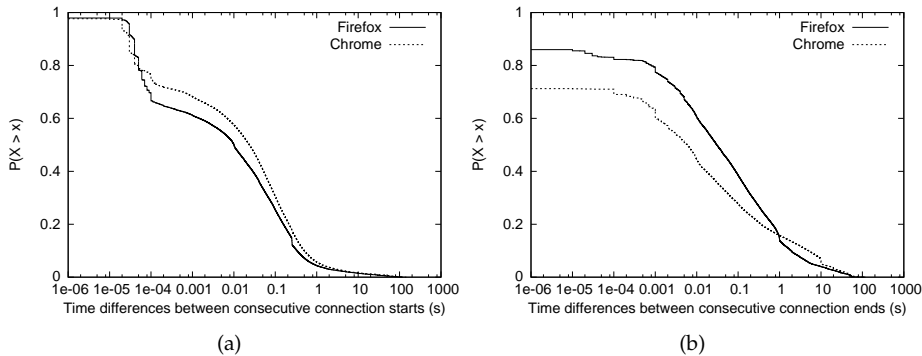 Firefox
Chrome
P(X > x)
1
0.8
0.6
0.4
0.2
0
1e-06 1e-05 1e-04 0.001 0.01 0.1 1 10 100 1000
Time differences between consecutive connection starts (s)
(a)
Firefox
Chrome
P(X > x)
1
0.8
0.6
0.4
0.2
0
1e-06 1e-05 1e-04 0.001 0.01 0.1 1 10 100 1000
Time differences between consecutive connection ends (s)
(b)